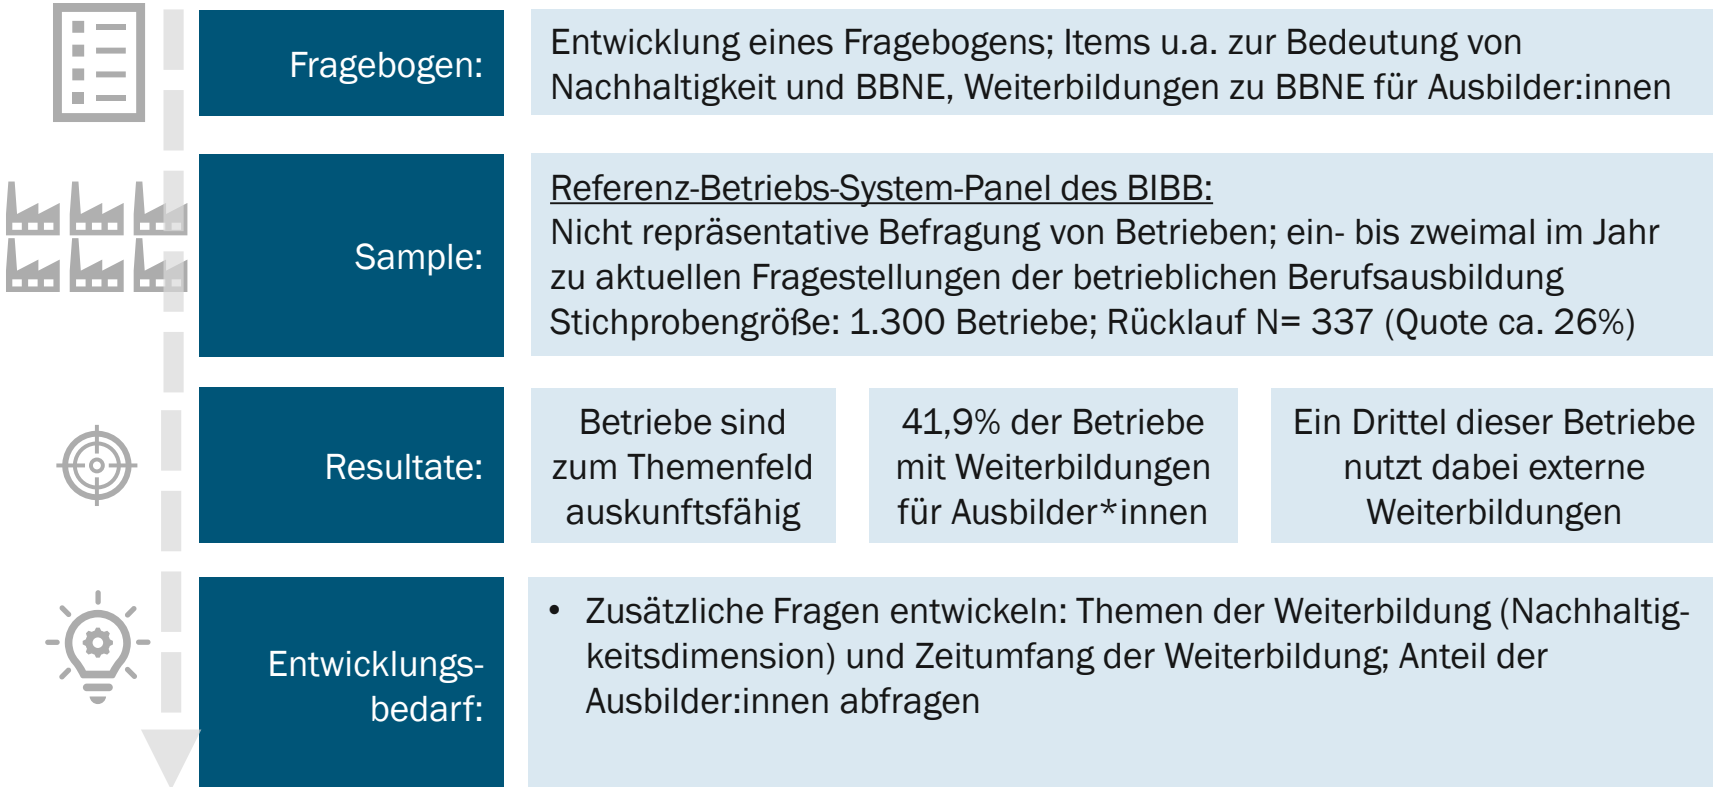 Fragebogen:
Entwicklung eines Fragebogens; Items u.a. zur Bedeutung von
Nachhaltigkeit und BBNE, Weiterbildungen zu BBNE für Ausbilder:innen
Sample:
Referenz-Betriebs-System-Panel des BIBB:
Nicht repräsentative Befragung von Betrieben; ein- bis zweimal im Jahr
zu aktuellen Fragestellungen der betrieblichen Berufsausbildung
Stichprobengröße: 1.300 Betriebe; Rücklauf N= 337 (Quote ca. 26%)
Resultate:
Betriebe sind
zum Themenfeld
auskunftsfähig
41,9% der Betriebe
mit Weiterbildungen
für Ausbilder*innen
Ein Drittel dieser Betriebe
nutzt dabei externe
Weiterbildungen
Entwicklungs-
bedarf:
• Zusätzliche Fragen entwickeln: Themen der Weiterbildung (Nachhaltig-
keitsdimension) und Zeitumfang der Weiterbildung; Anteil der
Ausbilder:innen abfragen